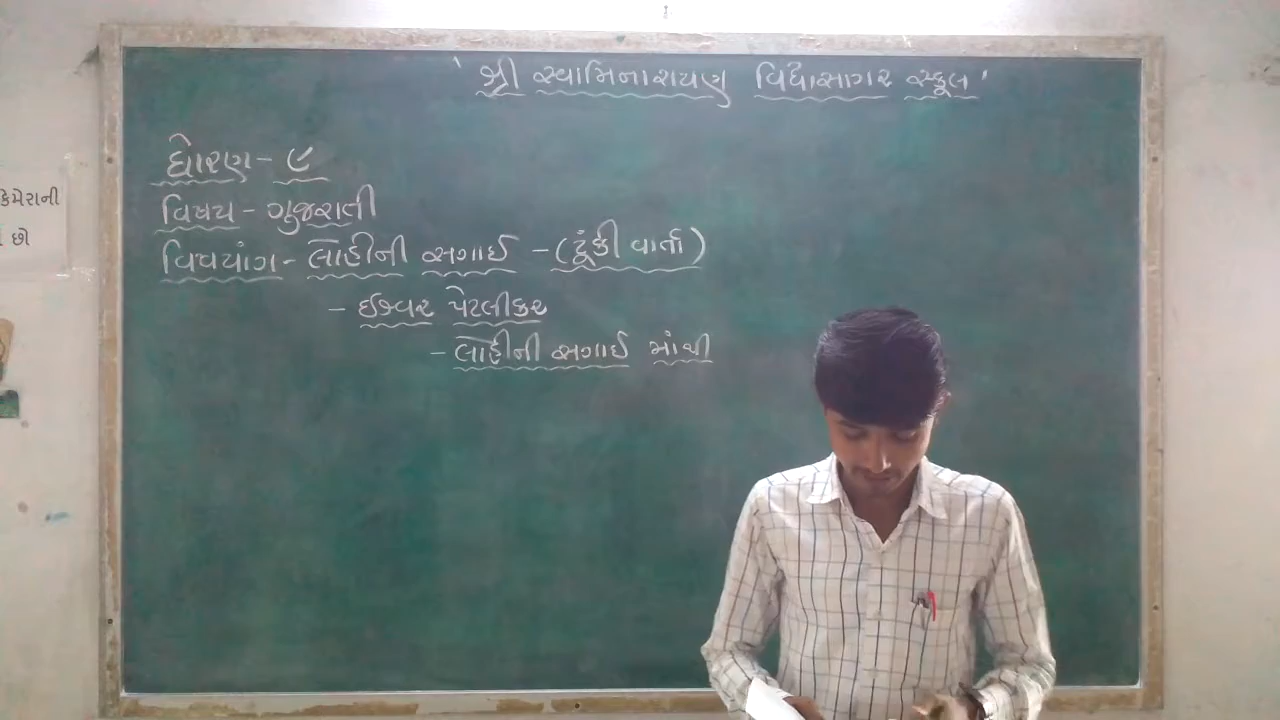 'શ્રી સ્વામિનારાયણ વિદ્યાસાગર સ્કૂલ'
ધોરણ - ૯
વિષય - ગુજરાતી
વિષયાંગ - લોહીની સગાઈ - (ટૂંકી વાર્તા)
- ઈશ્વર પેટલીકર
- લોહીની સગાઈ માંથી
કેમેરાની
છો